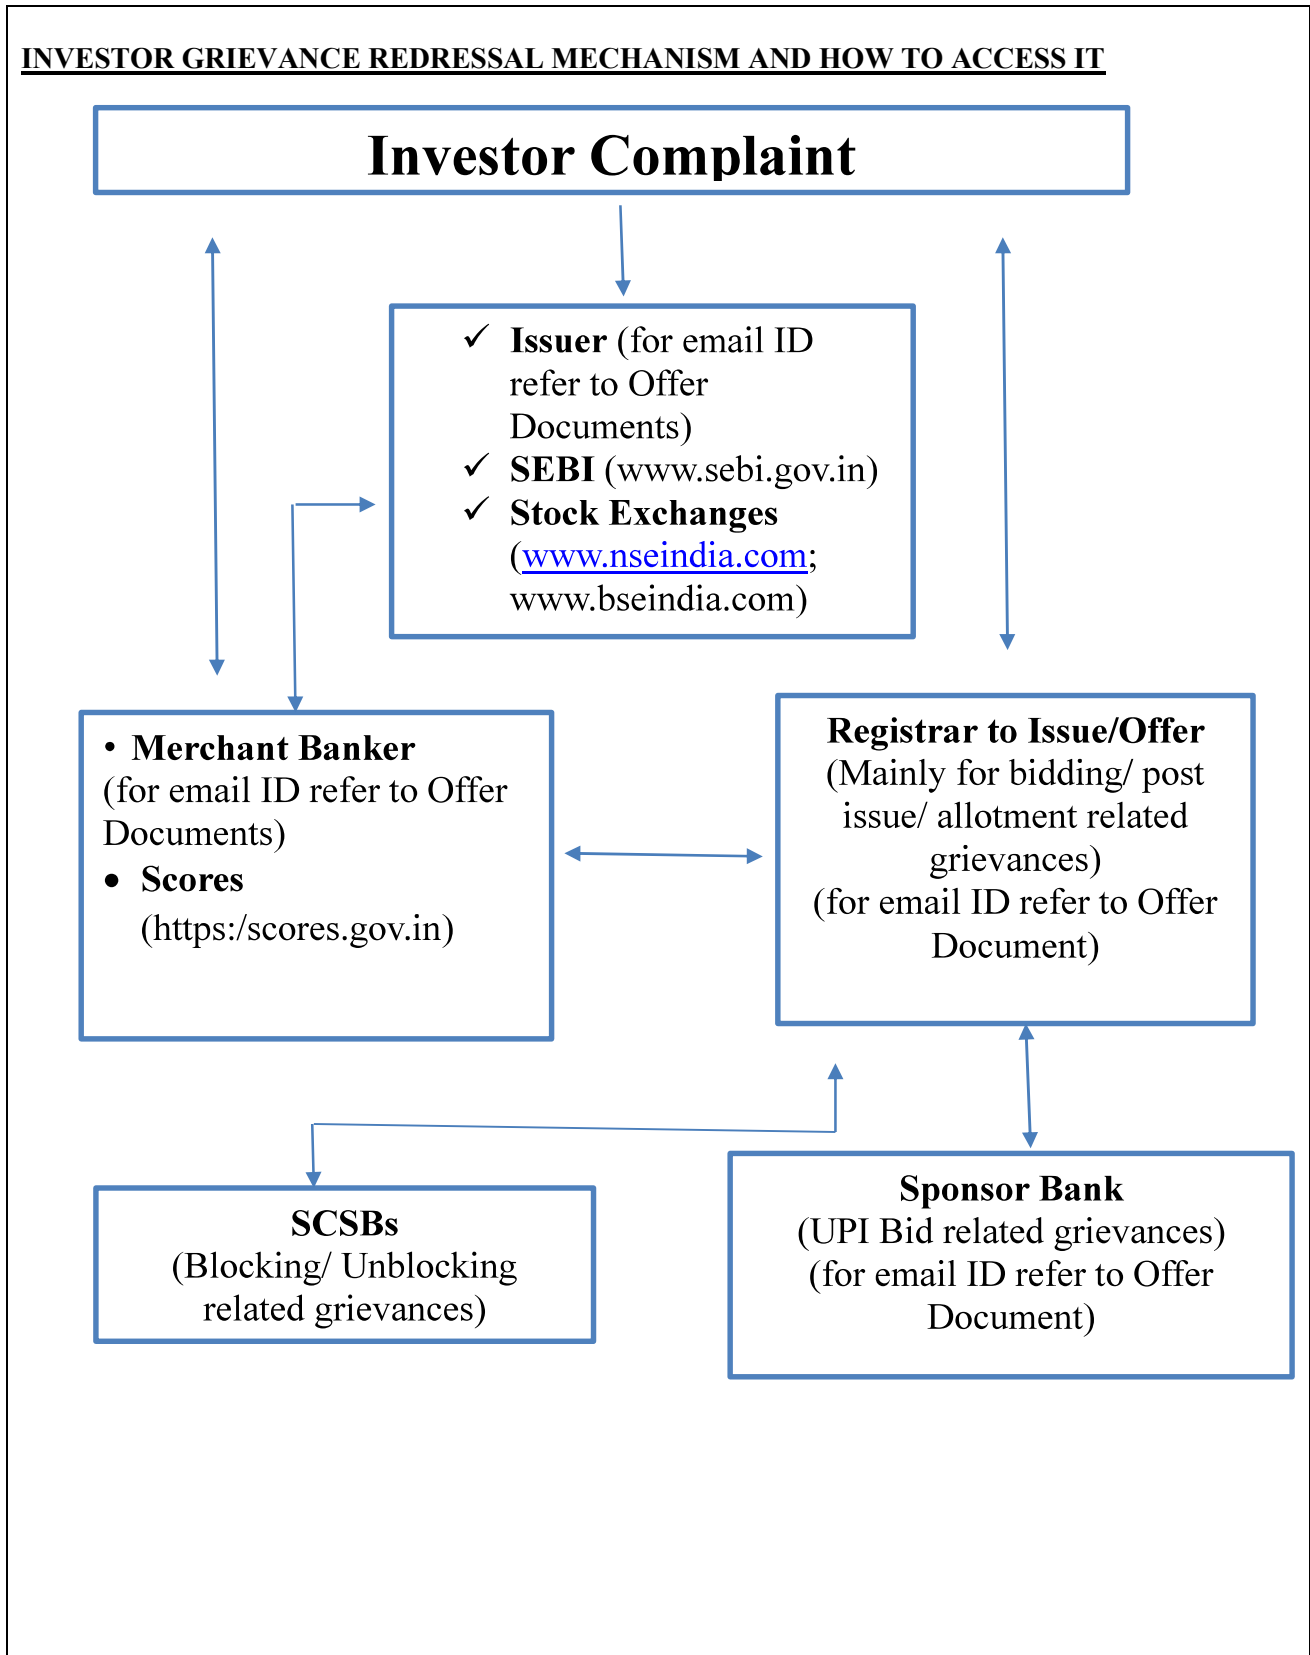 INVESTOR GRIEVANCE REDRESSAL MECHANISM AND HOW TO ACCESS IT
Investor Complaint
✓ Issuer (for email ID
refer to Offer
Documents)
✓ SEBI (www.sebi.gov.in)
✓ Stock Exchanges
(www.nseindia.com;
www.bseindia.com)
• Merchant Banker
(for email ID refer to Offer
Documents)
• Scores
(https:/scores.gov.in)
Registrar to Issue/Offer
(Mainly for bidding/ post
issue/ allotment related
grievances)
(for email ID refer to Offer
Document)
SCSBs
(Blocking/ Unblocking
related grievances)
Sponsor Bank
(UPI Bid related grievances)
(for email ID refer to Offer
Document)